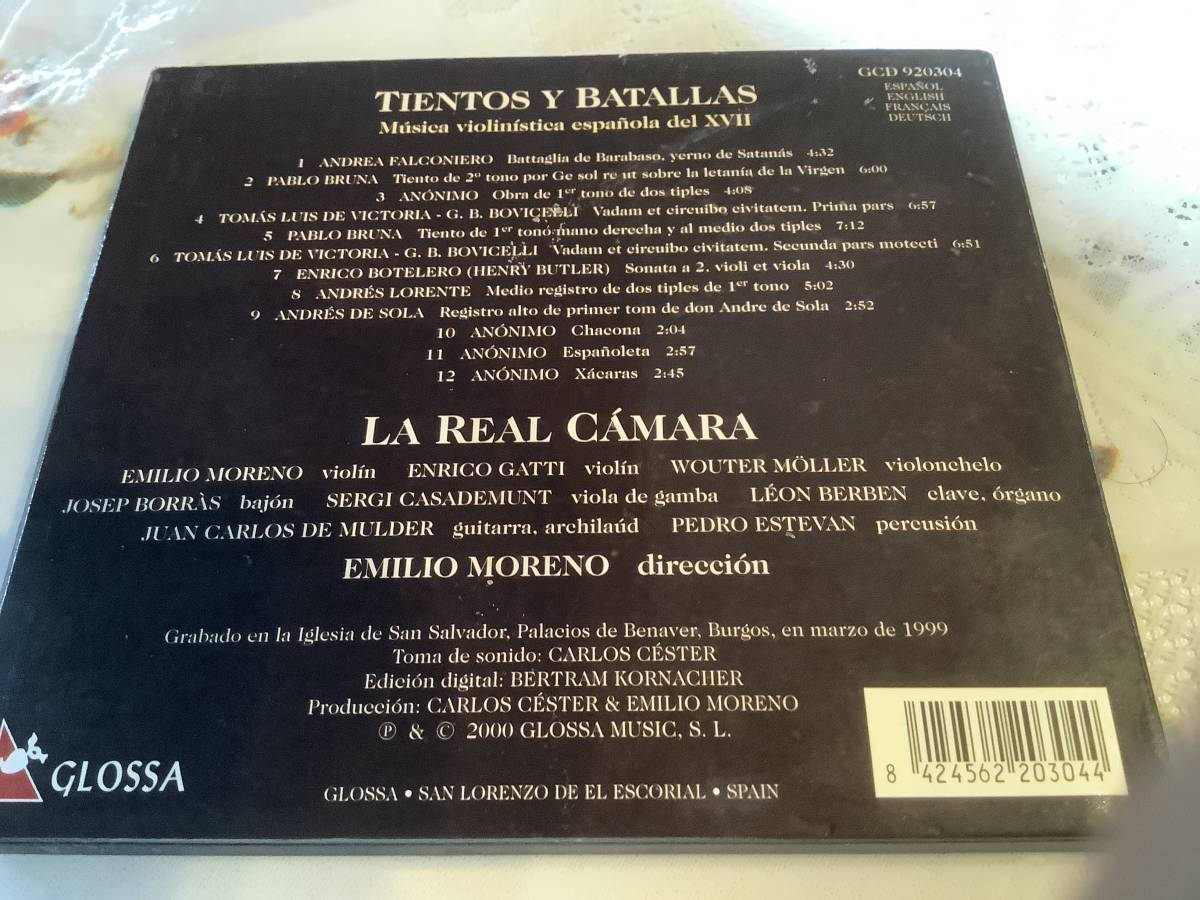 GCD 920304
ESPAÑOL
ENGLISH
FRANÇAIS
DEUTSCH
TIENTOS Y BATALLAS
Música violinística española del XVII
1 ANDREA FALCONIERO Battaglia de Barabaso, yerno de Satanás 4:32
2 PABLO BRUNA Tiento de 2º tono por Ge sol re ut sobre la letanía de la Virgen 6:00
3 ANÓNIMO Obra de 1er tono de dos tiples 4:08
4 TOMÁS LUIS DE VICTORIA - G. B. BOVICELLI Vadam et circuibo civitatem. Prima pars 6:57
5 PABLO BRUNA Tiento de 1er tono mano derecha y al medio dos tiples 7:12
6 TOMÁS LUIS DE VICTORIA - G. B. BOVICELLI Vadam et circuibo civitatem. Secunda pars motecti 6:51
7 ENRICO BOTELERO (HENRY BUTLER) Sonata a 2. violi et viola 4:30
8 ANDRÉS LORENTE Medio registro de dos tiples de 1er tono 5:02
9 ANDRÉS DE SOLA Registro alto de primer tom de don Andre de Sola 2:52
10 ANÓNIMO Chacona 2:04
11 ANÓNIMO Españoleta 2:57
12 ANÓNIMO Xácaras 2:45
LA REAL CÁMARA
EMILIO MORENO violín ENRICO GATTI violín WOUTER MÖLLER violonchelo
JOSEP BORRÀS bajón SERGI CASADEMUNT viola de gamba LÉON BERBEN clave, órgano
JUAN CARLOS DE MULDER guitarra, archilaúd PEDRO ESTEVAN percusión
EMILIO MORENO dirección
Grabado en la Iglesia de San Salvador, Palacios de Benaver, Burgos, en marzo de 1999
Toma de sonido: CARLOS CÉSTER
Edición digital: BERTRAM KORNACHER
Producción: CARLOS CÉSTER & EMILIO MORENO
℗ & © 2000 GLOSSA MUSIC, S. L.
GLOSSA
GLOSSA • SAN LORENZO DE EL ESCORIAL • SPAIN
8 424562 203044